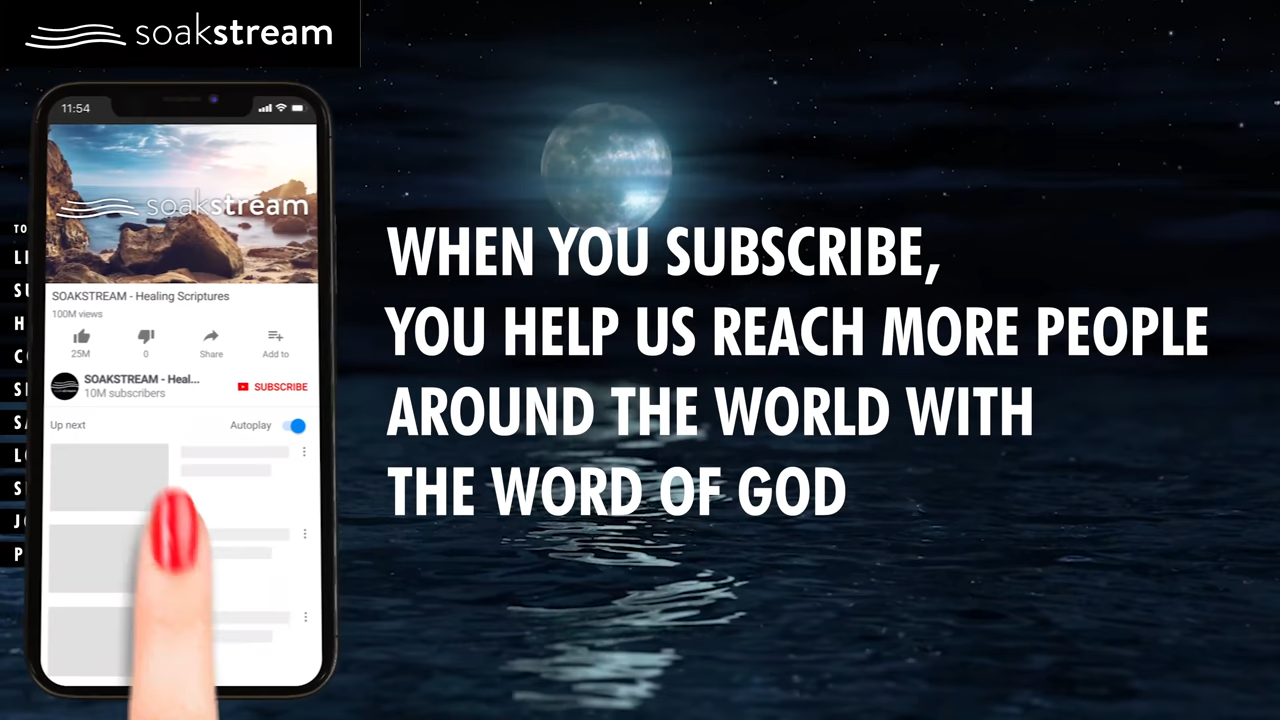 soakstream
11:54
soakstream
SOAKSTREAM - Healing Scriptures
100M views
25M
0
Share
Add to
SOAKSTREAM - Heal...
10M subscribers
SUBSCRIBE
Up next
Autoplay
WHEN YOU SUBSCRIBE,
YOU HELP US REACH MORE PEOPLE
AROUND THE WORLD WITH
THE WORD OF GOD